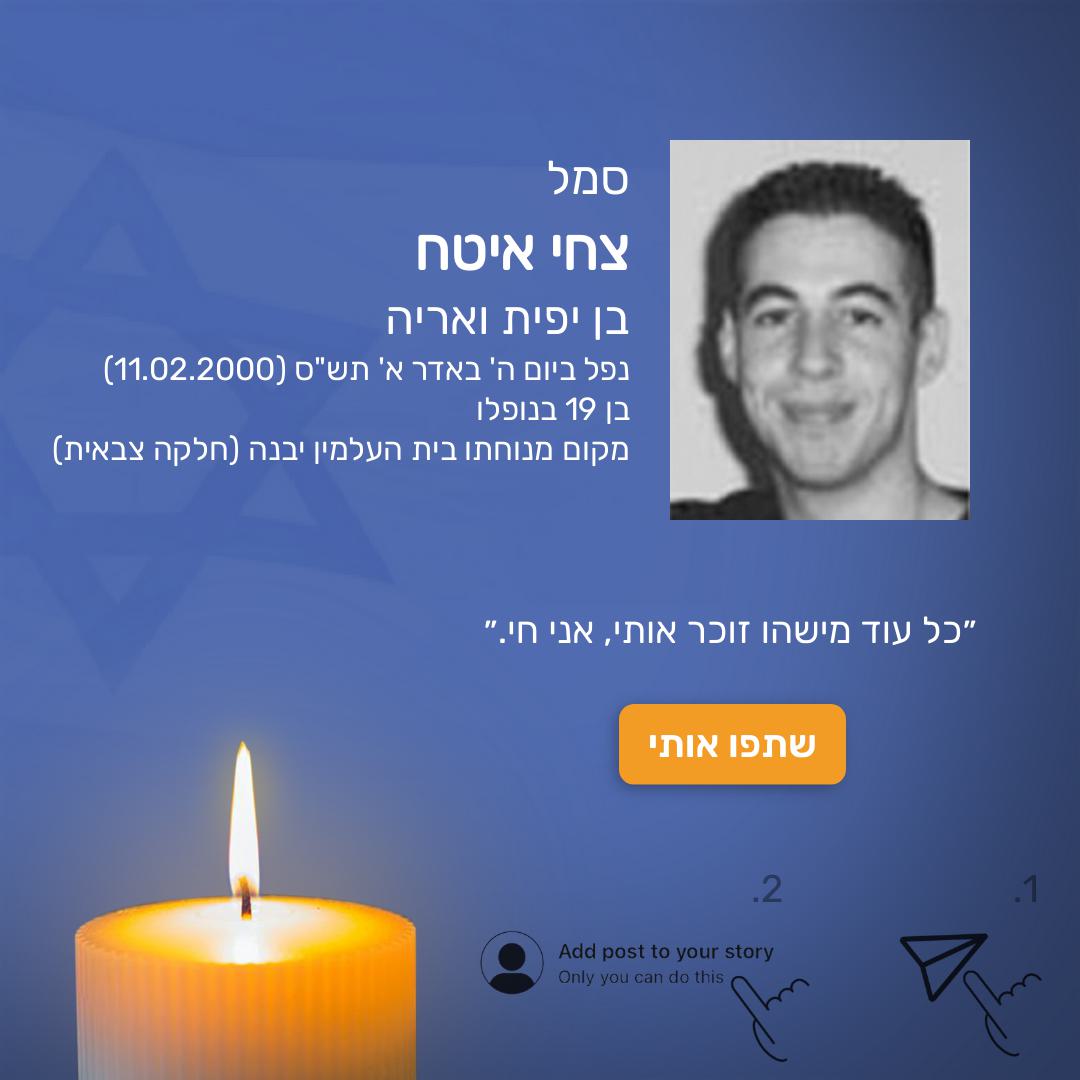 סמל
צחי איטח
בן יפית ואריה
נפל ביום ה' באדר א' תש"ס (11.02.2000)
בן 19 בנופלו
מקום מנוחתו בית העלמין יבנה (חלקה צבאית)
״כל עוד מישהו זוכר אותי, אני חי.״
שתפו אותי
1.
2.
Add post to your story
Only you can do this